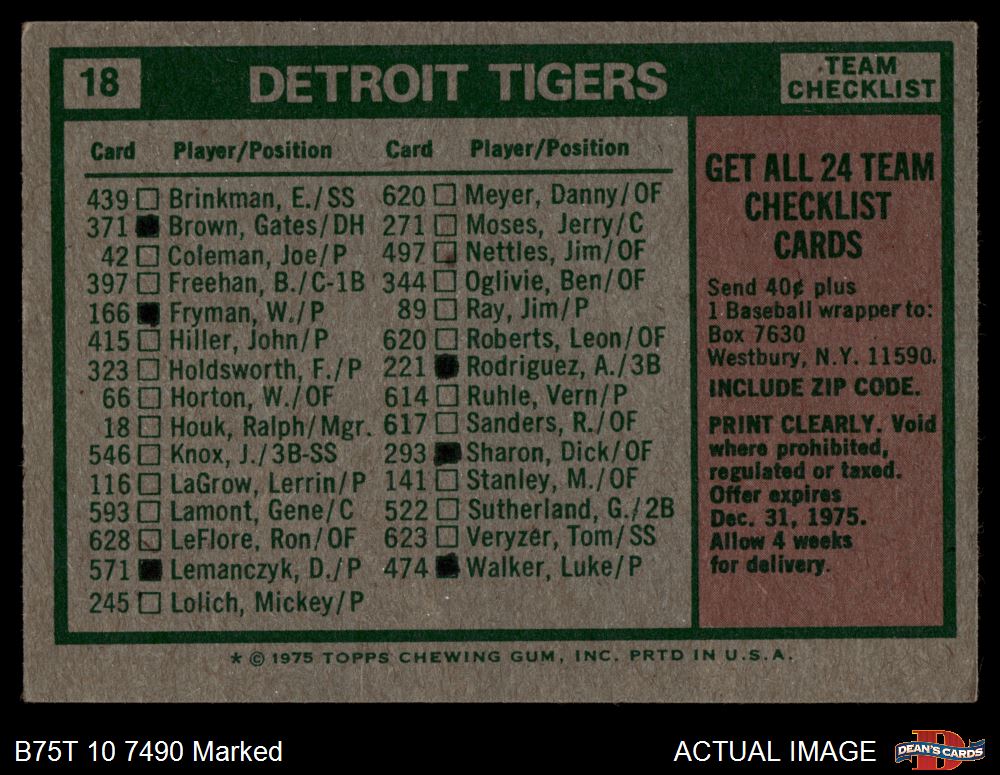 18
DETROIT TIGERS
TEAM
CHECKLIST
Card Player/Position Card Player/Position
439 Brinkman, E./SS 620 Meyer, Danny/OF
371 Brown, Gates/DH 271 Moses, Jerry/C
42 Coleman, Joe/P 497 Nettles, Jim/OF
397 Freehan, B./C-1B 344 Oglivie, Ben/OF
166 Fryman, W./P 89 Ray, Jim/P
415 Hiller, John/P 620 Roberts, Leon/OF
323 Holdsworth, F./P 221 Rodriguez, A./3B
66 Horton, W./OF 614 Ruhle, Vern/P
18 Houk, Ralph/Mgr. 617 Sanders, R./OF
546 Knox, J./3B-SS 293 Sharon, Dick/OF
116 LaGrow, Lerrin/P 141 Stanley, M./OF
593 Lamont, Gene/C 522 Sutherland, G./2B
628 LeFlore, Ron/OF 623 Veryzer, Tom/SS
571 Lemanczyk, D./P 474 Walker, Luke/P
245 Lolich, Mickey/P
GET ALL 24 TEAM
CHECKLIST
CARDS
Send 40¢ plus
1 Baseball wrapper to:
Box 7630
Westbury, N.Y. 11590.
INCLUDE ZIP CODE.
PRINT CLEARLY. Void
where prohibited,
regulated or taxed.
Offer expires
Dec. 31, 1975.
Allow 4 weeks
for delivery.
* © 1975 TOPPS CHEWING GUM, INC. PRTD IN U.S.A.
B75T 10 7490 Marked
ACTUAL IMAGE
D
DEAN'S CARDS